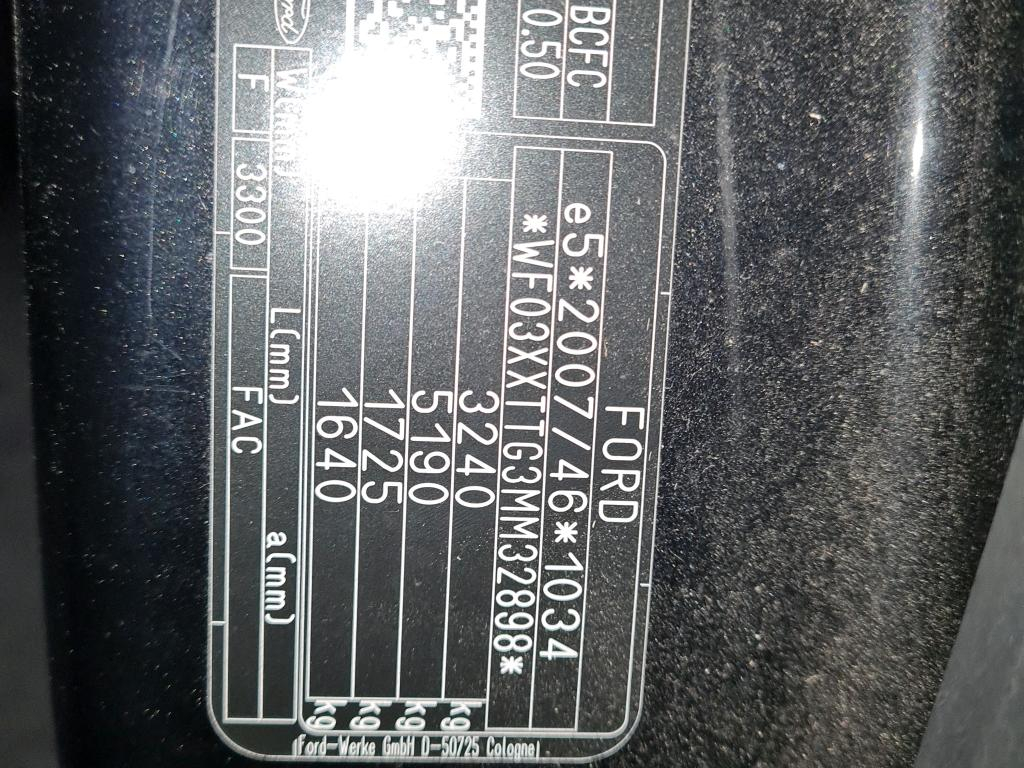 BCFC
0.50
FORD
e5*2007/46*1034
*WF03XXTTG3MM32898*
3240 kg
5190 kg
1725 kg
1640 kg
L(mm) a(mm)
F 3300 FAC
Ford-Werke GmbH D-50725 Cologne